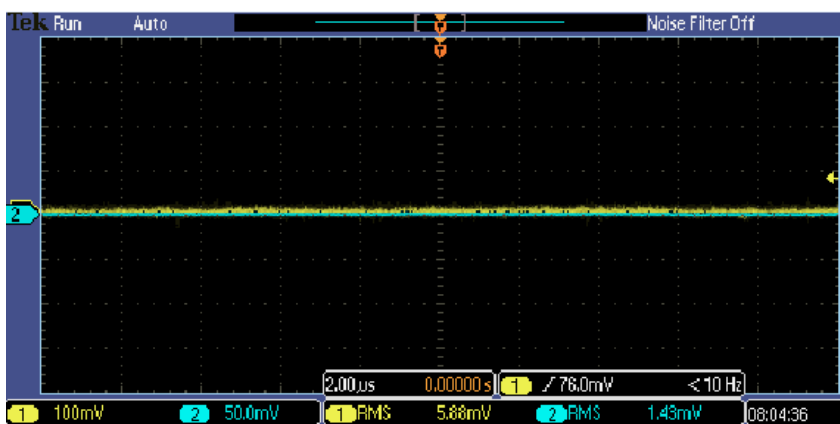 Tek Run Auto Noise Filter Off
2
2.00µs 0.00000 s 1 76.0mV <10 Hz
1 100mV 2 50.0mV 1 RMS 5.88mV 2 RMS 1.43mV 08:04:36